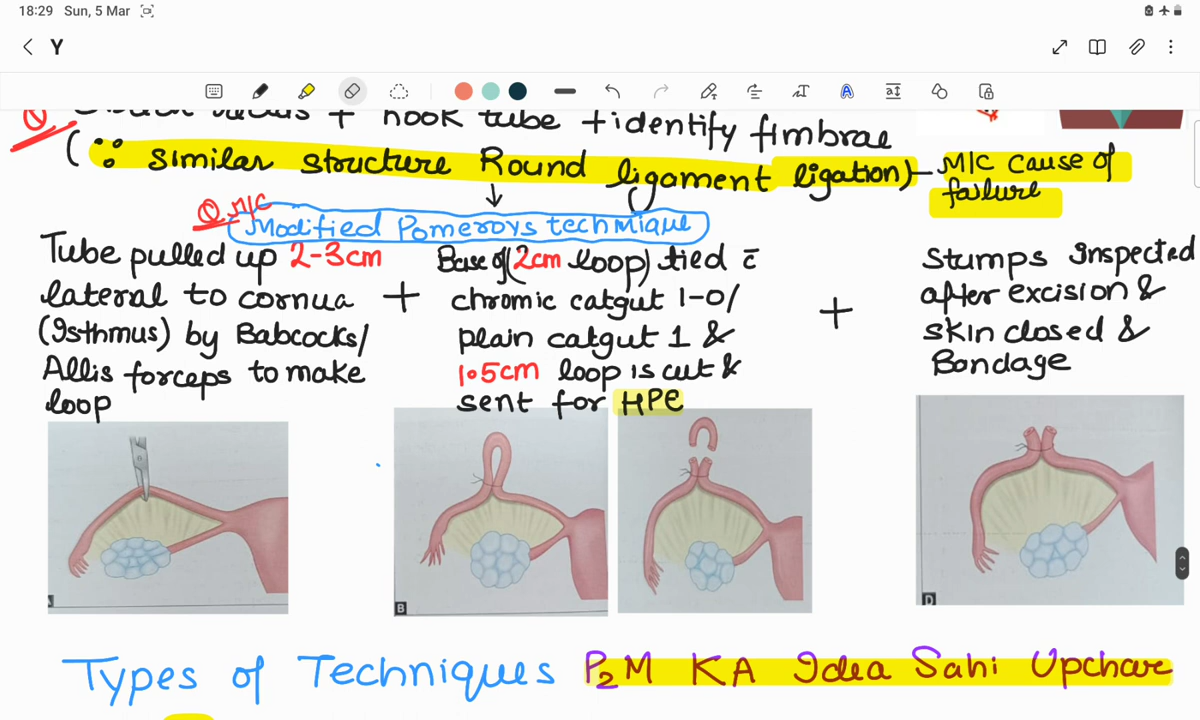 18:29 Sun, 5 Mar
Y
+ hook tube + identify fimbrae
(∵ similar structure Round ligament ligation) - M/C cause of failure
↓
Q M/C
Modified Pomeroys technique
Tube pulled up 2-3cm
lateral to cornua
(Isthmus) by Babcocks/
Allis forceps to make
loop
+
Base of (2cm loop) tied c̄
chromic catgut 1-0/
plain catgut 1 &
1.5cm loop is cut &
sent for HPE
+
Stumps inspected
after excision &
skin closed &
Bondage
B
D
Types of Techniques P2M KA Idea Sahi Upchare